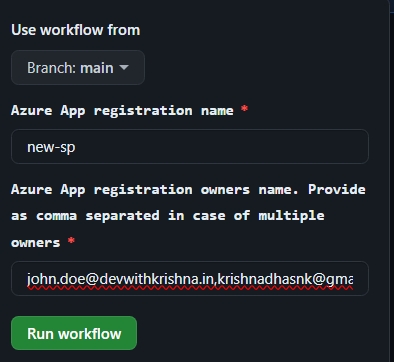 Use workflow from
Branch: main
Azure App registration name *
new-sp
Azure App registration owners name. Provide
as comma separated in case of multiple
owners *
john.doe@devwithkrishna.in,krishnadhasnk@gma
Run workflow